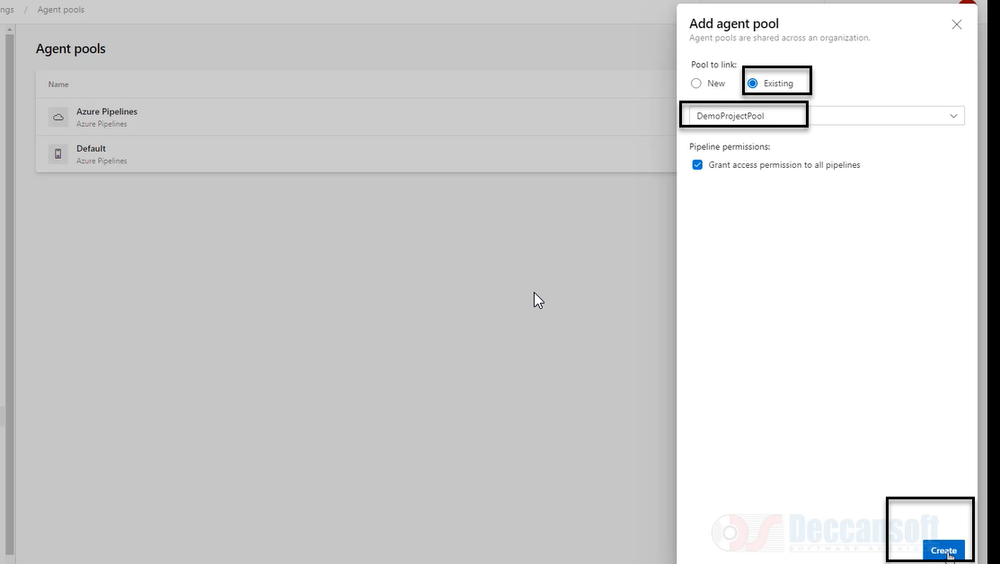 ngs / Agent pools
Agent pools
Name
Azure Pipelines
Azure Pipelines
Default
Azure Pipelines
Add agent pool
Agent pools are shared across an organization.
Pool to link:
New Existing
DemoProjectPool
Pipeline permissions:
Grant access permission to all pipelines
Deccansoft
SOFTWARE SERVICES
Create